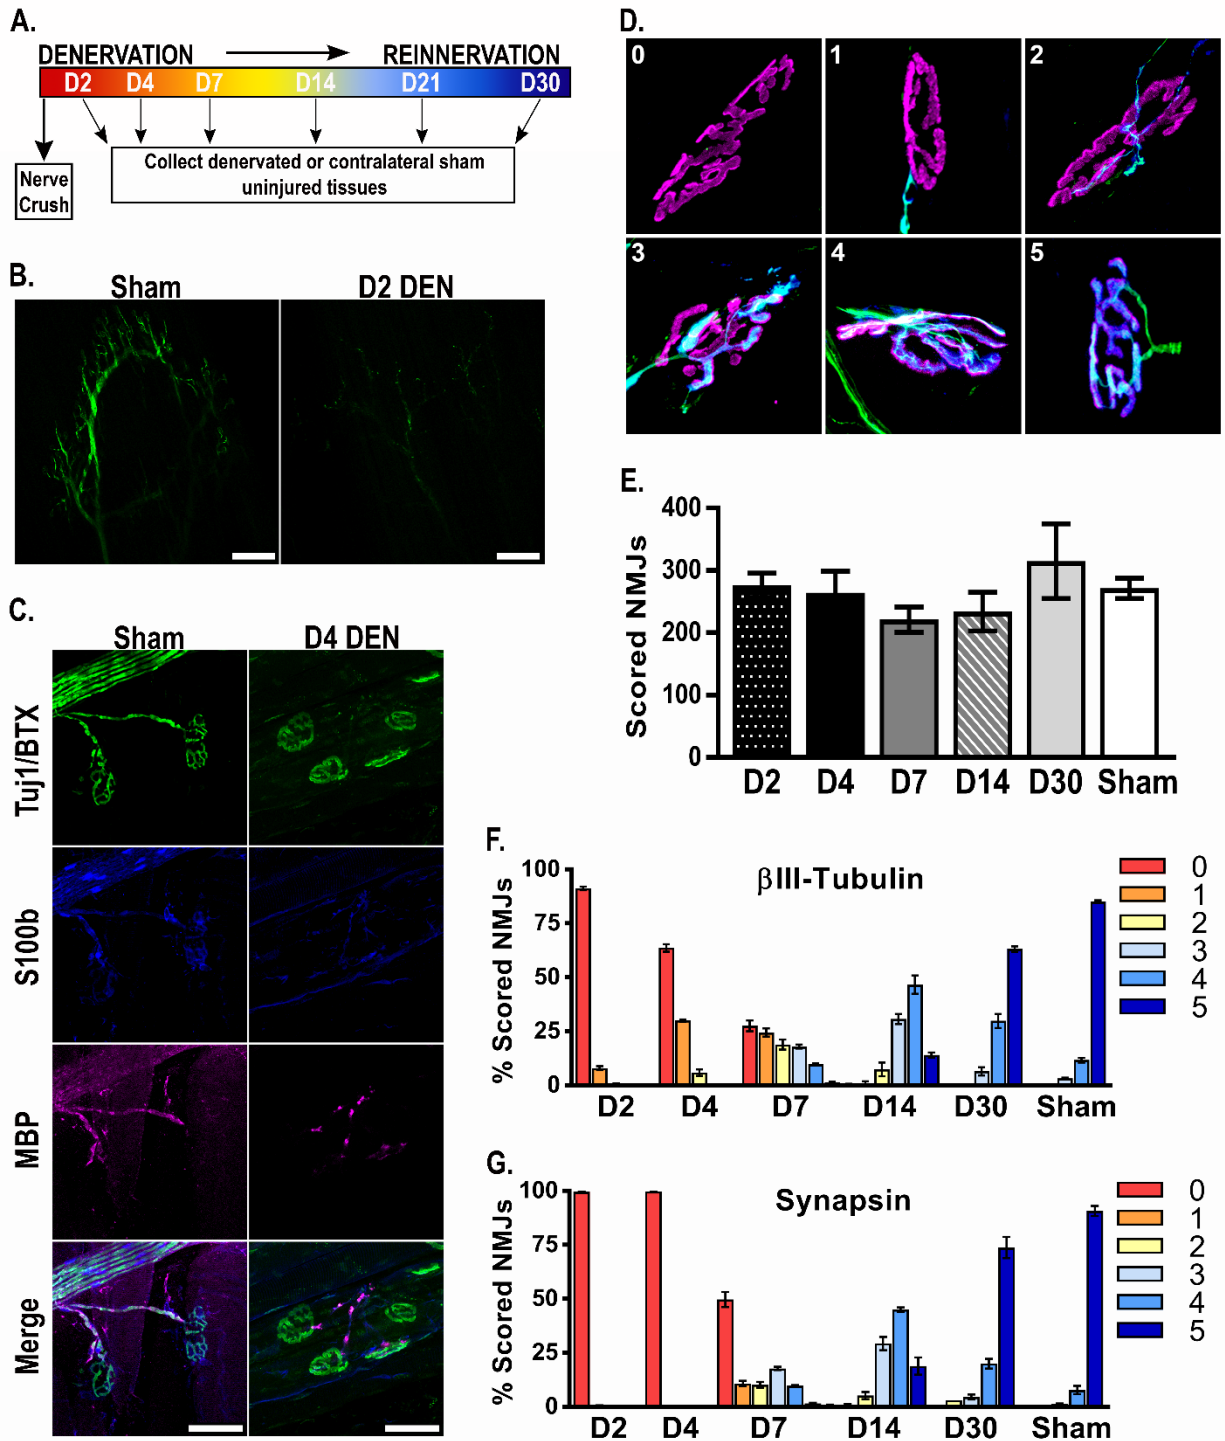 A.
DENERVATION REINNERVATION
D2 D4 D7 D14 D21 D30
Nerve
Crush
Collect denervated or contralateral sham
uninjured tissues
B.
Sham D2 DEN
C.
Sham D4 DEN
Tuj1/BTX
S100b
MBP
Merge
D.
0 1 2
3 4 5
E.
Scored NMJs
400
300
200
100
0
D2 D4 D7 D14 D30 Sham
F.
βIII-Tubulin
% Scored NMJs
100
75
50
25
0
D2 D4 D7 D14 D30 Sham
0
1
2
3
4
5
G.
Synapsin
% Scored NMJs
100
75
50
25
0
D2 D4 D7 D14 D30 Sham
0
1
2
3
4
5